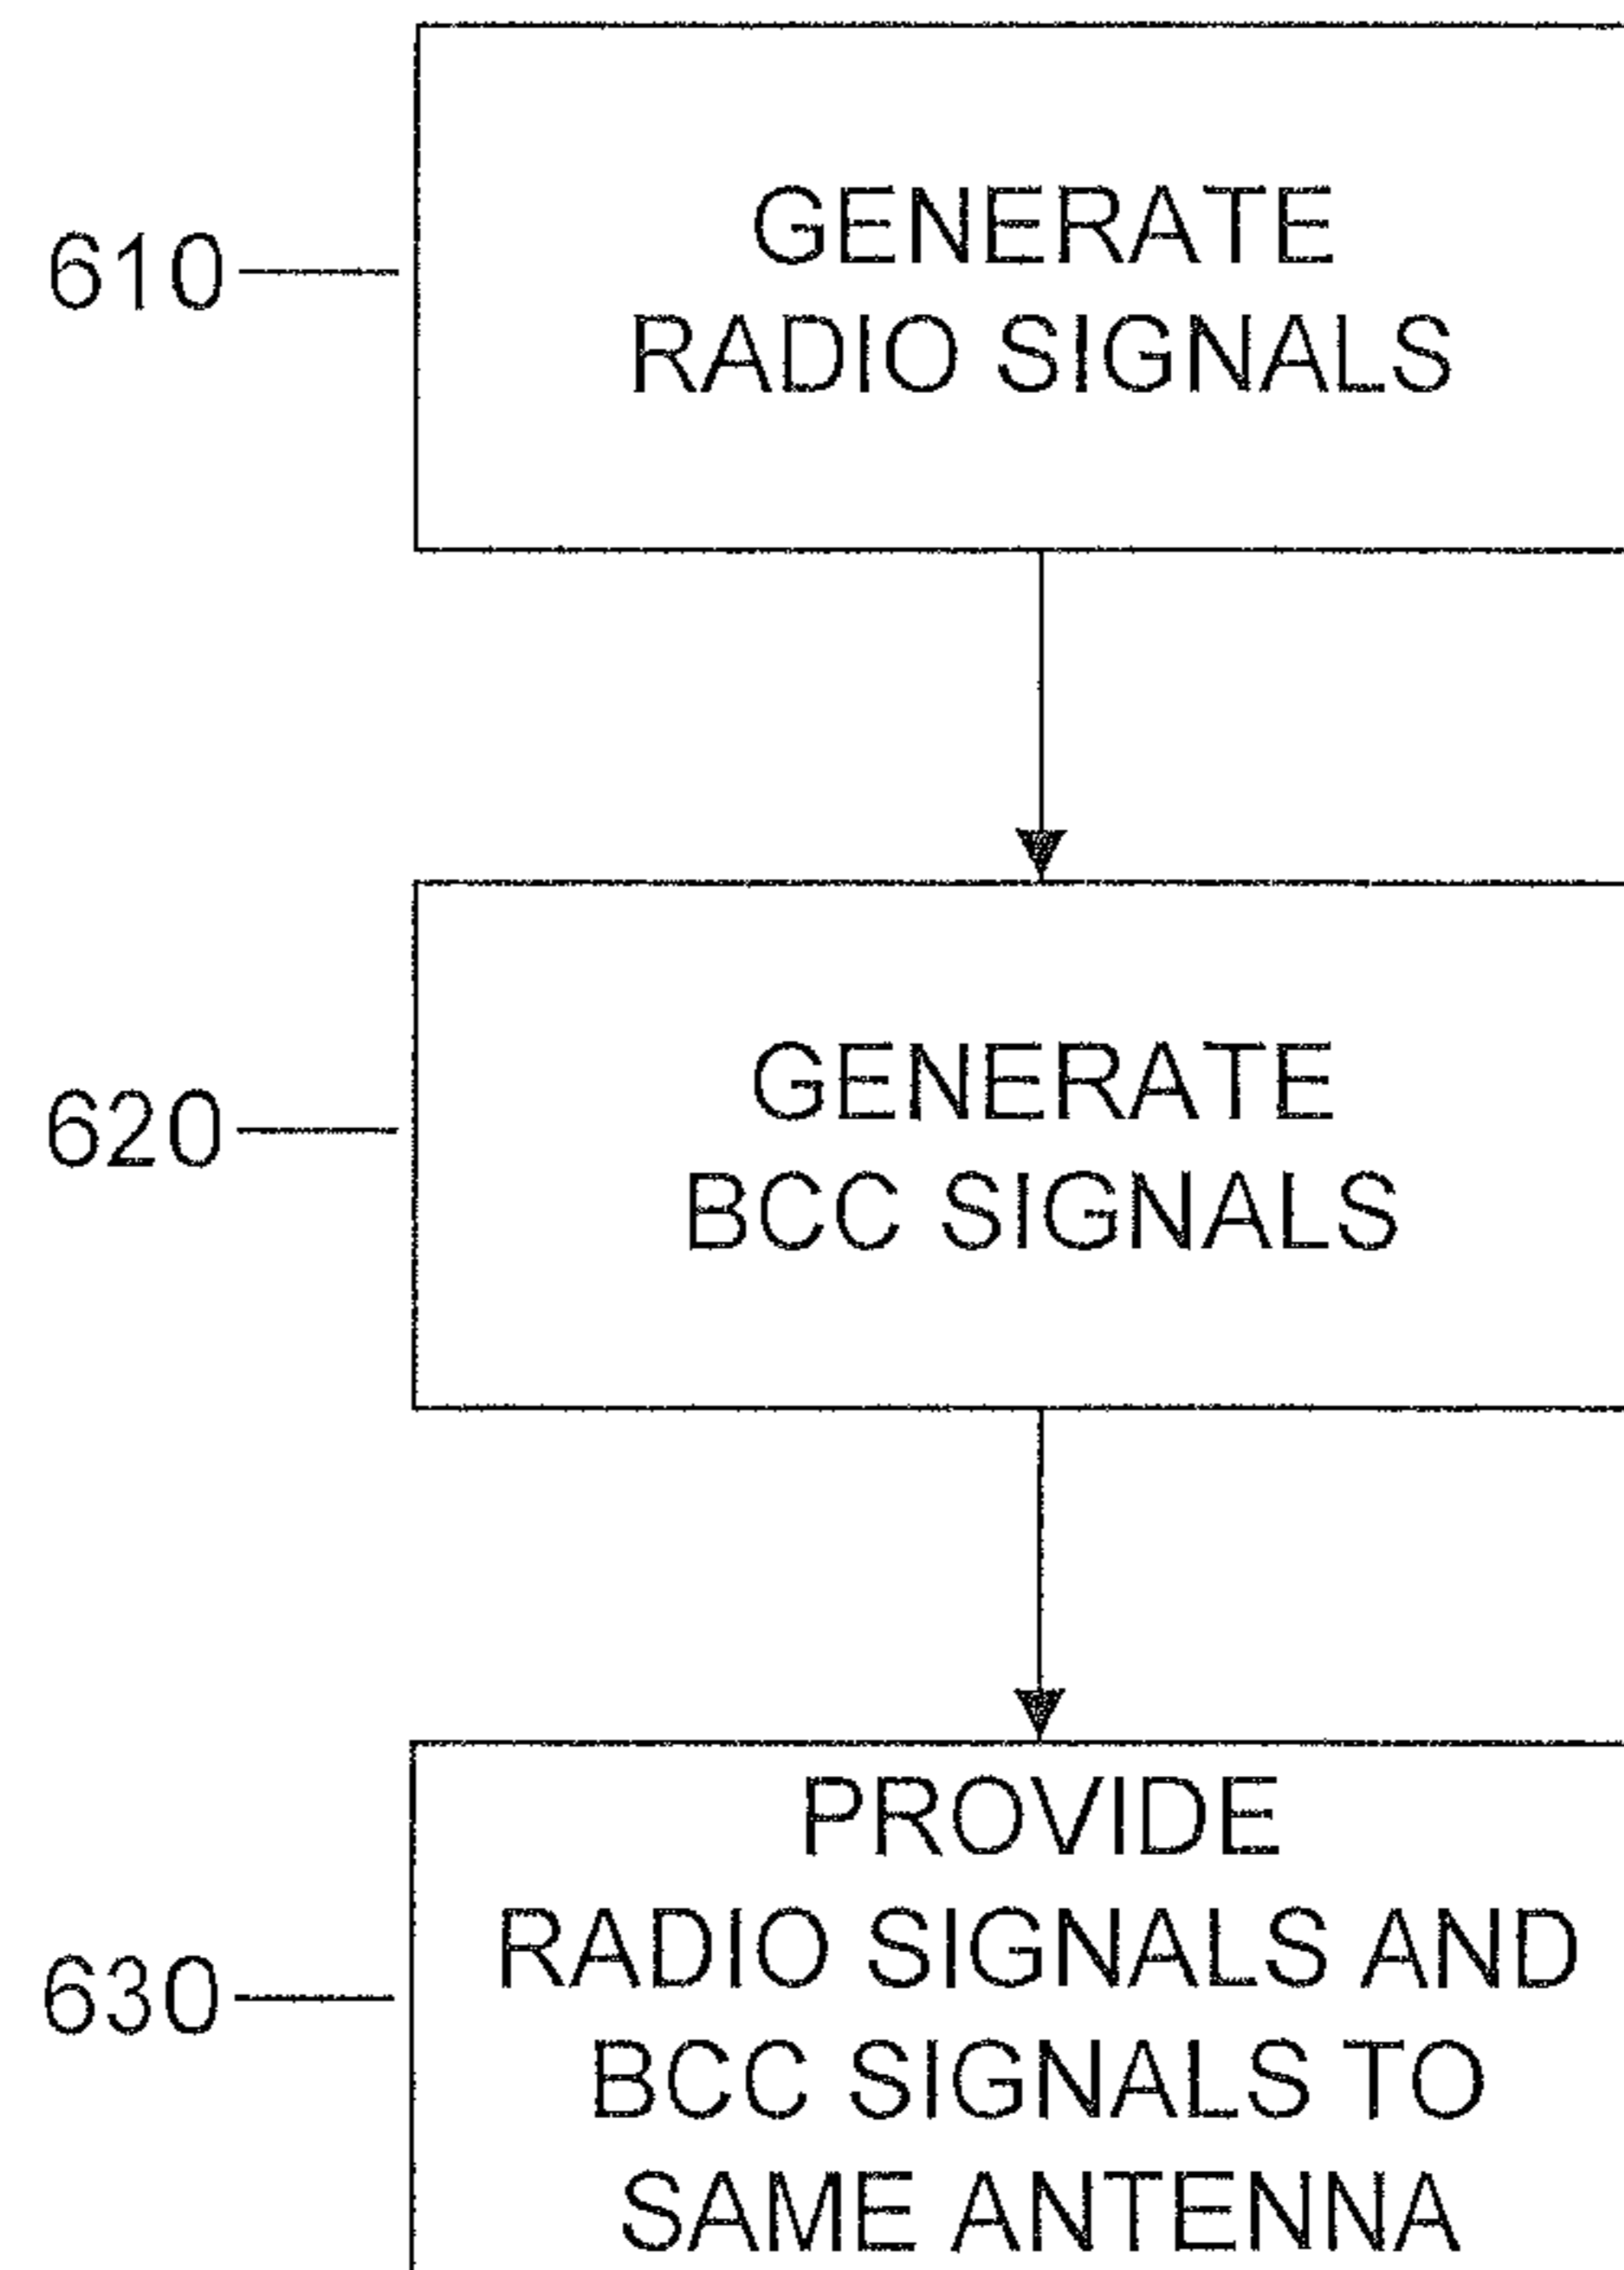 610
GENERATE
RADIO SIGNALS
620
GENERATE
BCC SIGNALS
630
PROVIDE
RADIO SIGNALS AND
BCC SIGNALS TO
SAME ANTENNA